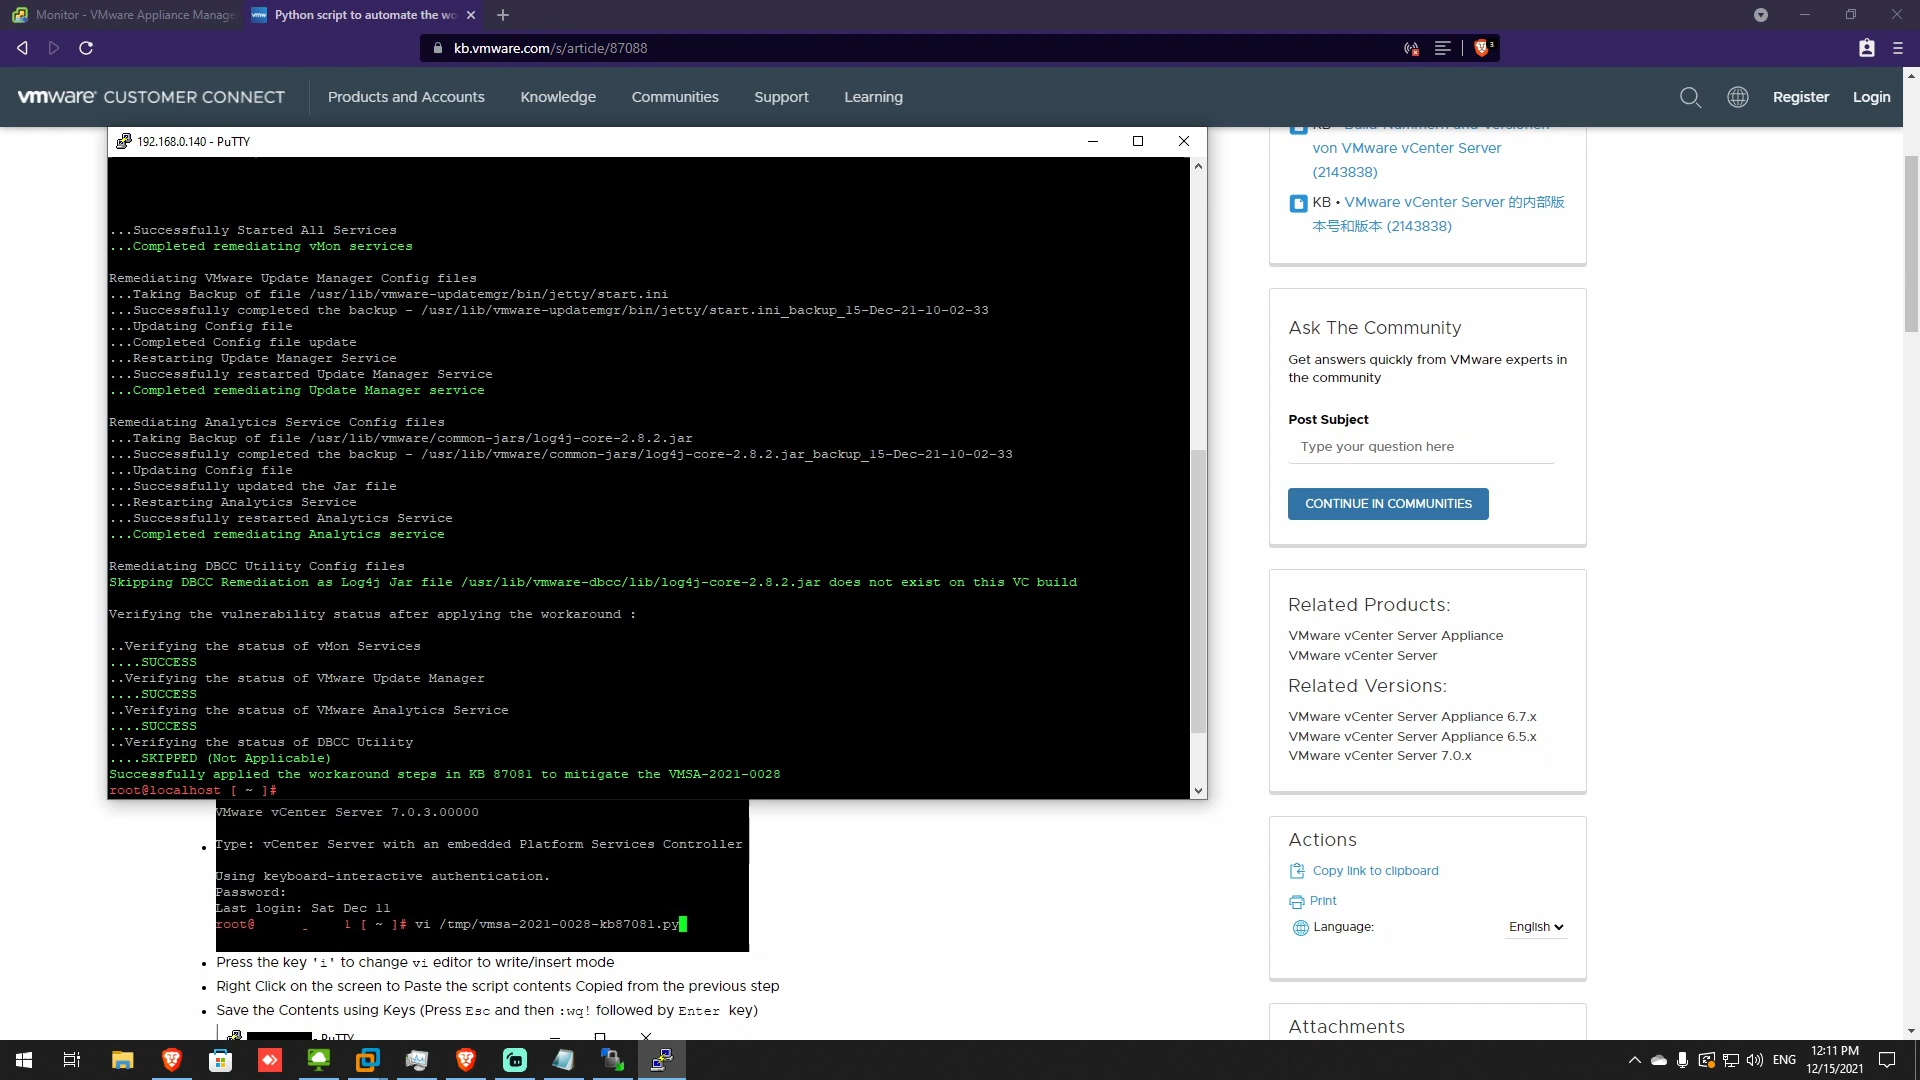 Monitor - VMware Appliance Manage
Python script to automate the wo
kb.vmware.com/s/article/87088
3
vmware CUSTOMER CONNECT
Products and Accounts
Knowledge
Communities
Support
Learning
Register
Login
192.168.0.140 - PuTTY
...Successfully Started All Services
...Completed remediating vMon services
Remediating VMware Update Manager Config files
...Taking Backup of file /usr/lib/vmware-updatemgr/bin/jetty/start.ini
...Successfully completed the backup - /usr/lib/vmware-updatemgr/bin/jetty/start.ini_backup_15-Dec-21-10-02-33
...Updating Config file
...Completed Config file update
...Restarting Update Manager Service
...Successfully restarted Update Manager Service
...Completed remediating Update Manager service
Remediating Analytics Service Config files
...Taking Backup of file /usr/lib/vmware/common-jars/log4j-core-2.8.2.jar
...Successfully completed the backup - /usr/lib/vmware/common-jars/log4j-core-2.8.2.jar_backup_15-Dec-21-10-02-33
...Updating Config file
...Successfully updated the Jar file
...Restarting Analytics Service
...Successfully restarted Analytics Service
...Completed remediating Analytics service
Remediating DBCC Utility Config files
Skipping DBCC Remediation as Log4j Jar file /usr/lib/vmware-dbcc/lib/log4j-core-2.8.2.jar does not exist on this VC build
Verifying the vulnerability status after applying the workaround :
..Verifying the status of vMon Services
....SUCCESS
..Verifying the status of VMware Update Manager
....SUCCESS
..Verifying the status of VMware Analytics Service
....SUCCESS
..Verifying the status of DBCC Utility
....SKIPPED (Not Applicable)
Successfully applied the workaround steps in KB 87081 to mitigate the VMSA-2021-0028
root@localhost [ ~ ]#
VMware vCenter Server 7.0.3.00000
Type: vCenter Server with an embedded Platform Services Controller
Using keyboard-interactive authentication.
Password:
Last login: Sat Dec 11
root@ l [ ~ ]# vi /tmp/vmsa-2021-0028-kb87081.py
• Press the key 'i' to change vi editor to write/insert mode
• Right Click on the screen to Paste the script contents Copied from the previous step
• Save the Contents using Keys (Press Esc and then :wq! followed by Enter key)
- PuTTY
KB • Build-Nummern und Versionen
von VMware vCenter Server
(2143838)
KB • VMware vCenter Server 的内部版
本号和版本 (2143838)
Ask The Community
Get answers quickly from VMware experts in
the community
Post Subject
Type your question here
CONTINUE IN COMMUNITIES
Related Products:
VMware vCenter Server Appliance
VMware vCenter Server
Related Versions:
VMware vCenter Server Appliance 6.7.x
VMware vCenter Server Appliance 6.5.x
VMware vCenter Server 7.0.x
Actions
Copy link to clipboard
Print
Language: English
Attachments
ENG
12:11 PM
12/15/2021